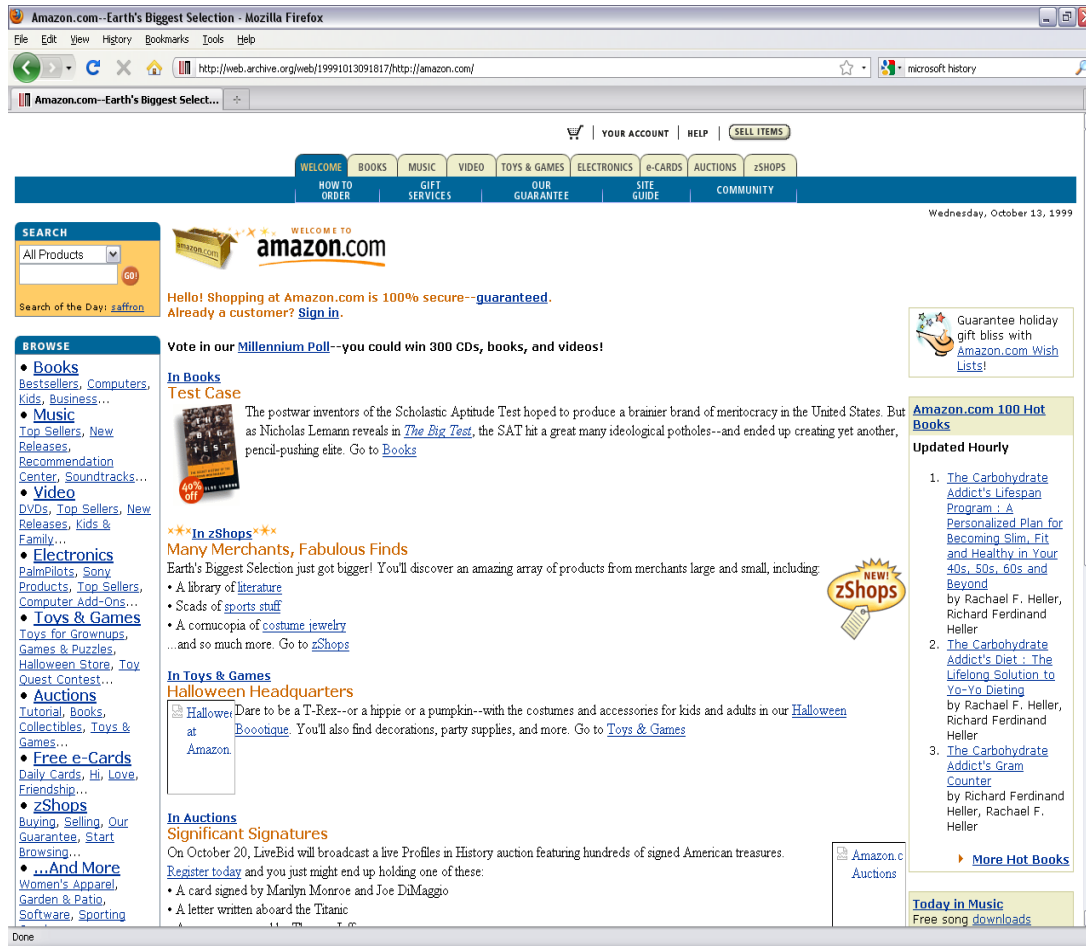 Amazon.com--Earth's Biggest Selection - Mozilla Firefox
File Edit View History Bookmarks Tools Help
http://web.archive.org/web/19991013091817/http://amazon.com/
microsoft history
Amazon.com--Earth's Biggest Select...
YOUR ACCOUNT | HELP | SELL ITEMS
WELCOME BOOKS MUSIC VIDEO TOYS & GAMES ELECTRONICS e-CARDS AUCTIONS zSHOPS
HOW TO ORDER GIFT SERVICES OUR GUARANTEE SITE GUIDE COMMUNITY
Wednesday, October 13, 1999
SEARCH
All Products
GO!
Search of the Day: saffron
BROWSE
• Books
Bestsellers, Computers,
Kids, Business...
• Music
Top Sellers, New
Releases,
Recommendation
Center, Soundtracks...
• Video
DVDs, Top Sellers, New
Releases, Kids &
Family...
• Electronics
PalmPilots, Sony
Products, Top Sellers,
Computer Add-Ons...
• Toys & Games
Toys for Grownups,
Games & Puzzles,
Halloween Store, Toy
Quest Contest...
• Auctions
Tutorial, Books,
Collectibles, Toys &
Games...
• Free e-Cards
Daily Cards, Hi, Love,
Friendship...
• zShops
Buying, Selling, Our
Guarantee, Start
Browsing...
• ...And More
Women's Apparel,
Garden & Patio,
Software, Sporting
amazon.com
WELCOME TO
amazon.com
Hello! Shopping at Amazon.com is 100% secure--guaranteed.
Already a customer? Sign in.
Vote in our Millennium Poll--you could win 300 CDs, books, and videos!
In Books
Test Case
THE BIG TEST
40% off
The postwar inventors of the Scholastic Aptitude Test hoped to produce a brainier brand of meritocracy in the United States. But
as Nicholas Lemann reveals in The Big Test, the SAT hit a great many ideological potholes--and ended up creating yet another,
pencil-pushing elite. Go to Books
In zShops
Many Merchants, Fabulous Finds
Earth's Biggest Selection just got bigger! You'll discover an amazing array of products from merchants large and small, including:
• A library of literature
• Scads of sports stuff
• A cornucopia of costume jewelry
...and so much more. Go to zShops
NEW!
zShops
In Toys & Games
Halloween Headquarters
Hallowe
at
Amazon.
Dare to be a T-Rex--or a hippie or a pumpkin--with the costumes and accessories for kids and adults in our Halloween
Boootique. You'll also find decorations, party supplies, and more. Go to Toys & Games
In Auctions
Significant Signatures
On October 20, LiveBid will broadcast a live Profiles in History auction featuring hundreds of signed American treasures.
Register today and you just might end up holding one of these:
• A card signed by Marilyn Monroe and Joe DiMaggio
• A letter written aboard the Titanic
Amazon.c
Auctions
Guarantee holiday
gift bliss with
Amazon.com Wish
Lists!
Amazon.com 100 Hot
Books
Updated Hourly
1. The Carbohydrate
Addict's Lifespan
Program : A
Personalized Plan for
Becoming Slim, Fit
and Healthy in Your
40s, 50s, 60s and
Beyond
by Rachael F. Heller,
Richard Ferdinand
Heller
2. The Carbohydrate
Addict's Diet : The
Lifelong Solution to
Yo-Yo Dieting
by Rachael F. Heller,
Richard Ferdinand
Heller
3. The Carbohydrate
Addict's Gram
Counter
by Richard Ferdinand
Heller, Rachael F.
Heller
More Hot Books
Today in Music
Free song downloads
Done